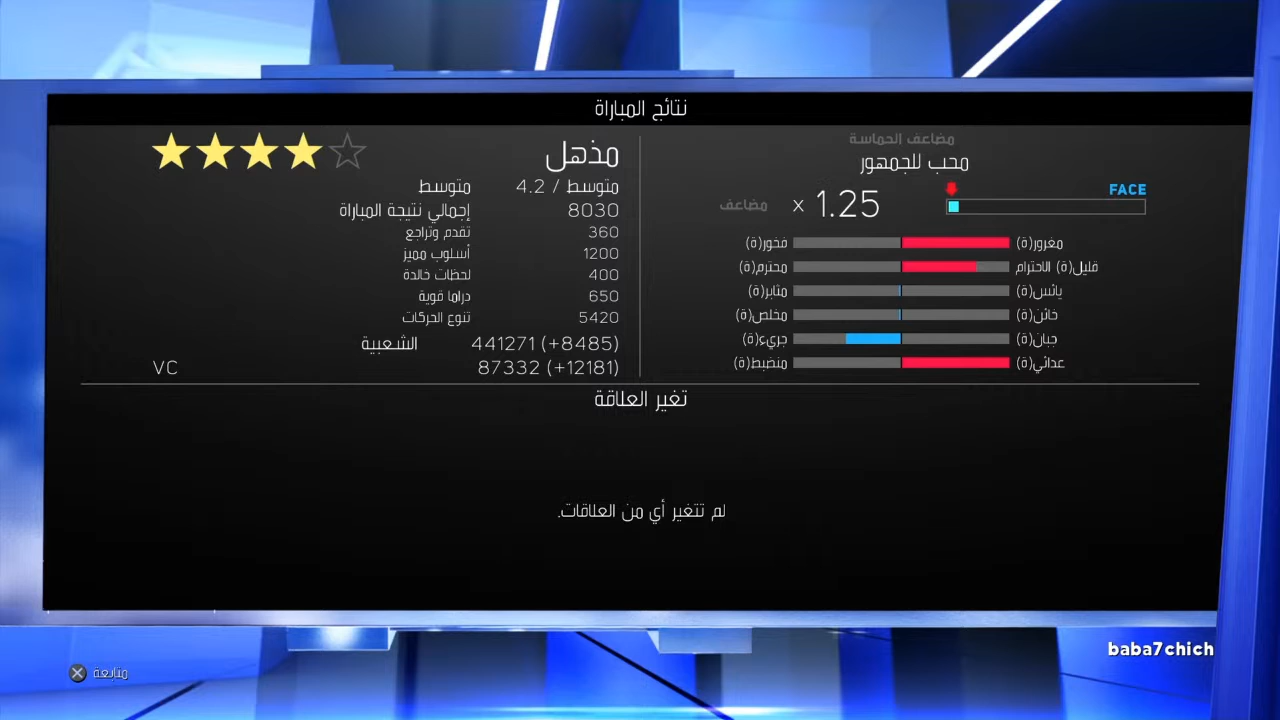 نتائج المباراة
مذهل
متوسط 4.2 / متوسط
إجمالي نتيجة المباراة 8030
تقدم وتراجع 360
أسلوب مميز 1200
لحظات خالدة 400
دراما قوية 650
تنوع الحركات 5420
الشعبية 441271 (+8485)
VC 87332 (+12181)
مضاعف الحماسة
محب للجمهور
FACE
مضاعف x 1.25
مغرور(ة) فخور(ة)
قليل(ة) الاحترام محترم(ة)
يائس(ة) مثابر(ة)
خائن(ة) مخلص(ة)
جبان(ة) جريء(ة)
عدائي(ة) منضبط(ة)
تغير العلاقة
لم تتغير أي من العلاقات.
baba7chich
متابعة